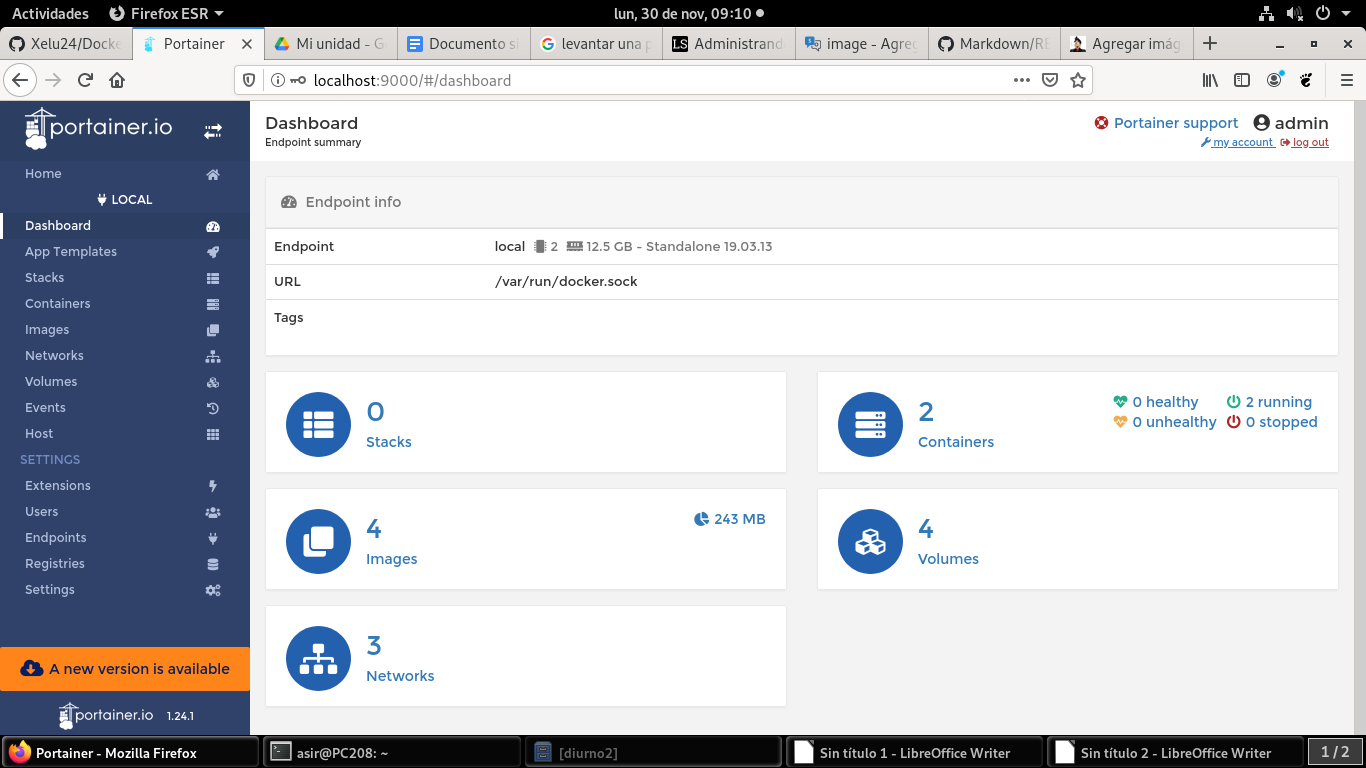 Actividades Firefox ESR lun, 30 de nov, 09:10
Xelu24/Docke Portainer Mi unidad - G Documento si levantar una p Administrand image - Agreg Markdown/RE Agregar imág
localhost:9000/#/dashboard
portainer.io
Home
LOCAL
Dashboard
App Templates
Stacks
Containers
Images
Networks
Volumes
Events
Host
SETTINGS
Extensions
Users
Endpoints
Registries
Settings
A new version is available
portainer.io 1.24.1
Dashboard
Endpoint summary
Portainer support admin
my account log out
Endpoint info
Endpoint local 2 12.5 GB - Standalone 19.03.13
URL /var/run/docker.sock
Tags
0
Stacks
2
Containers
0 healthy 2 running
0 unhealthy 0 stopped
4
Images
243 MB
4
Volumes
3
Networks
Portainer - Mozilla Firefox asir@PC208: ~ [diurno2] Sin título 1 - LibreOffice Writer Sin título 2 - LibreOffice Writer 1 / 2